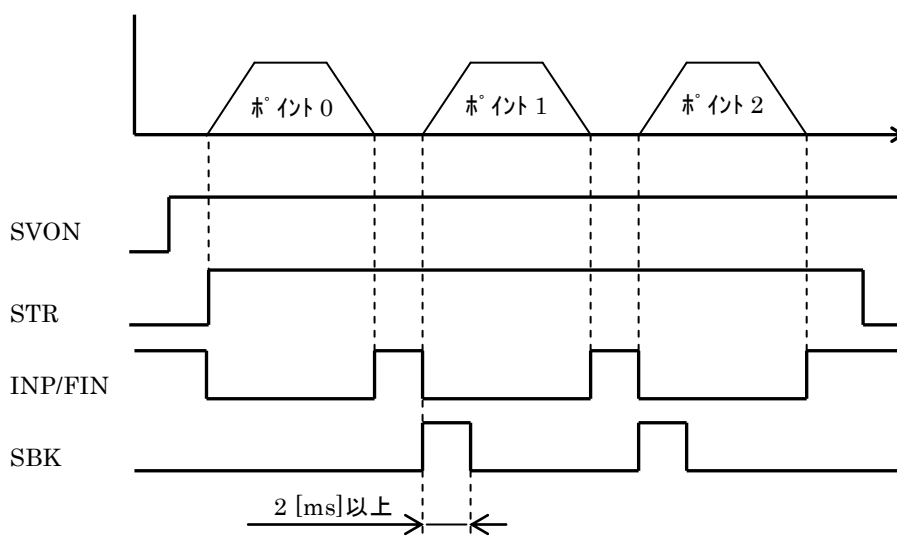 ﾎﾟｲﾝﾄ 0
ﾎﾟｲﾝﾄ 1
ﾎﾟｲﾝﾄ 2
SVON
STR
INP/FIN
SBK
2 [ms]以上